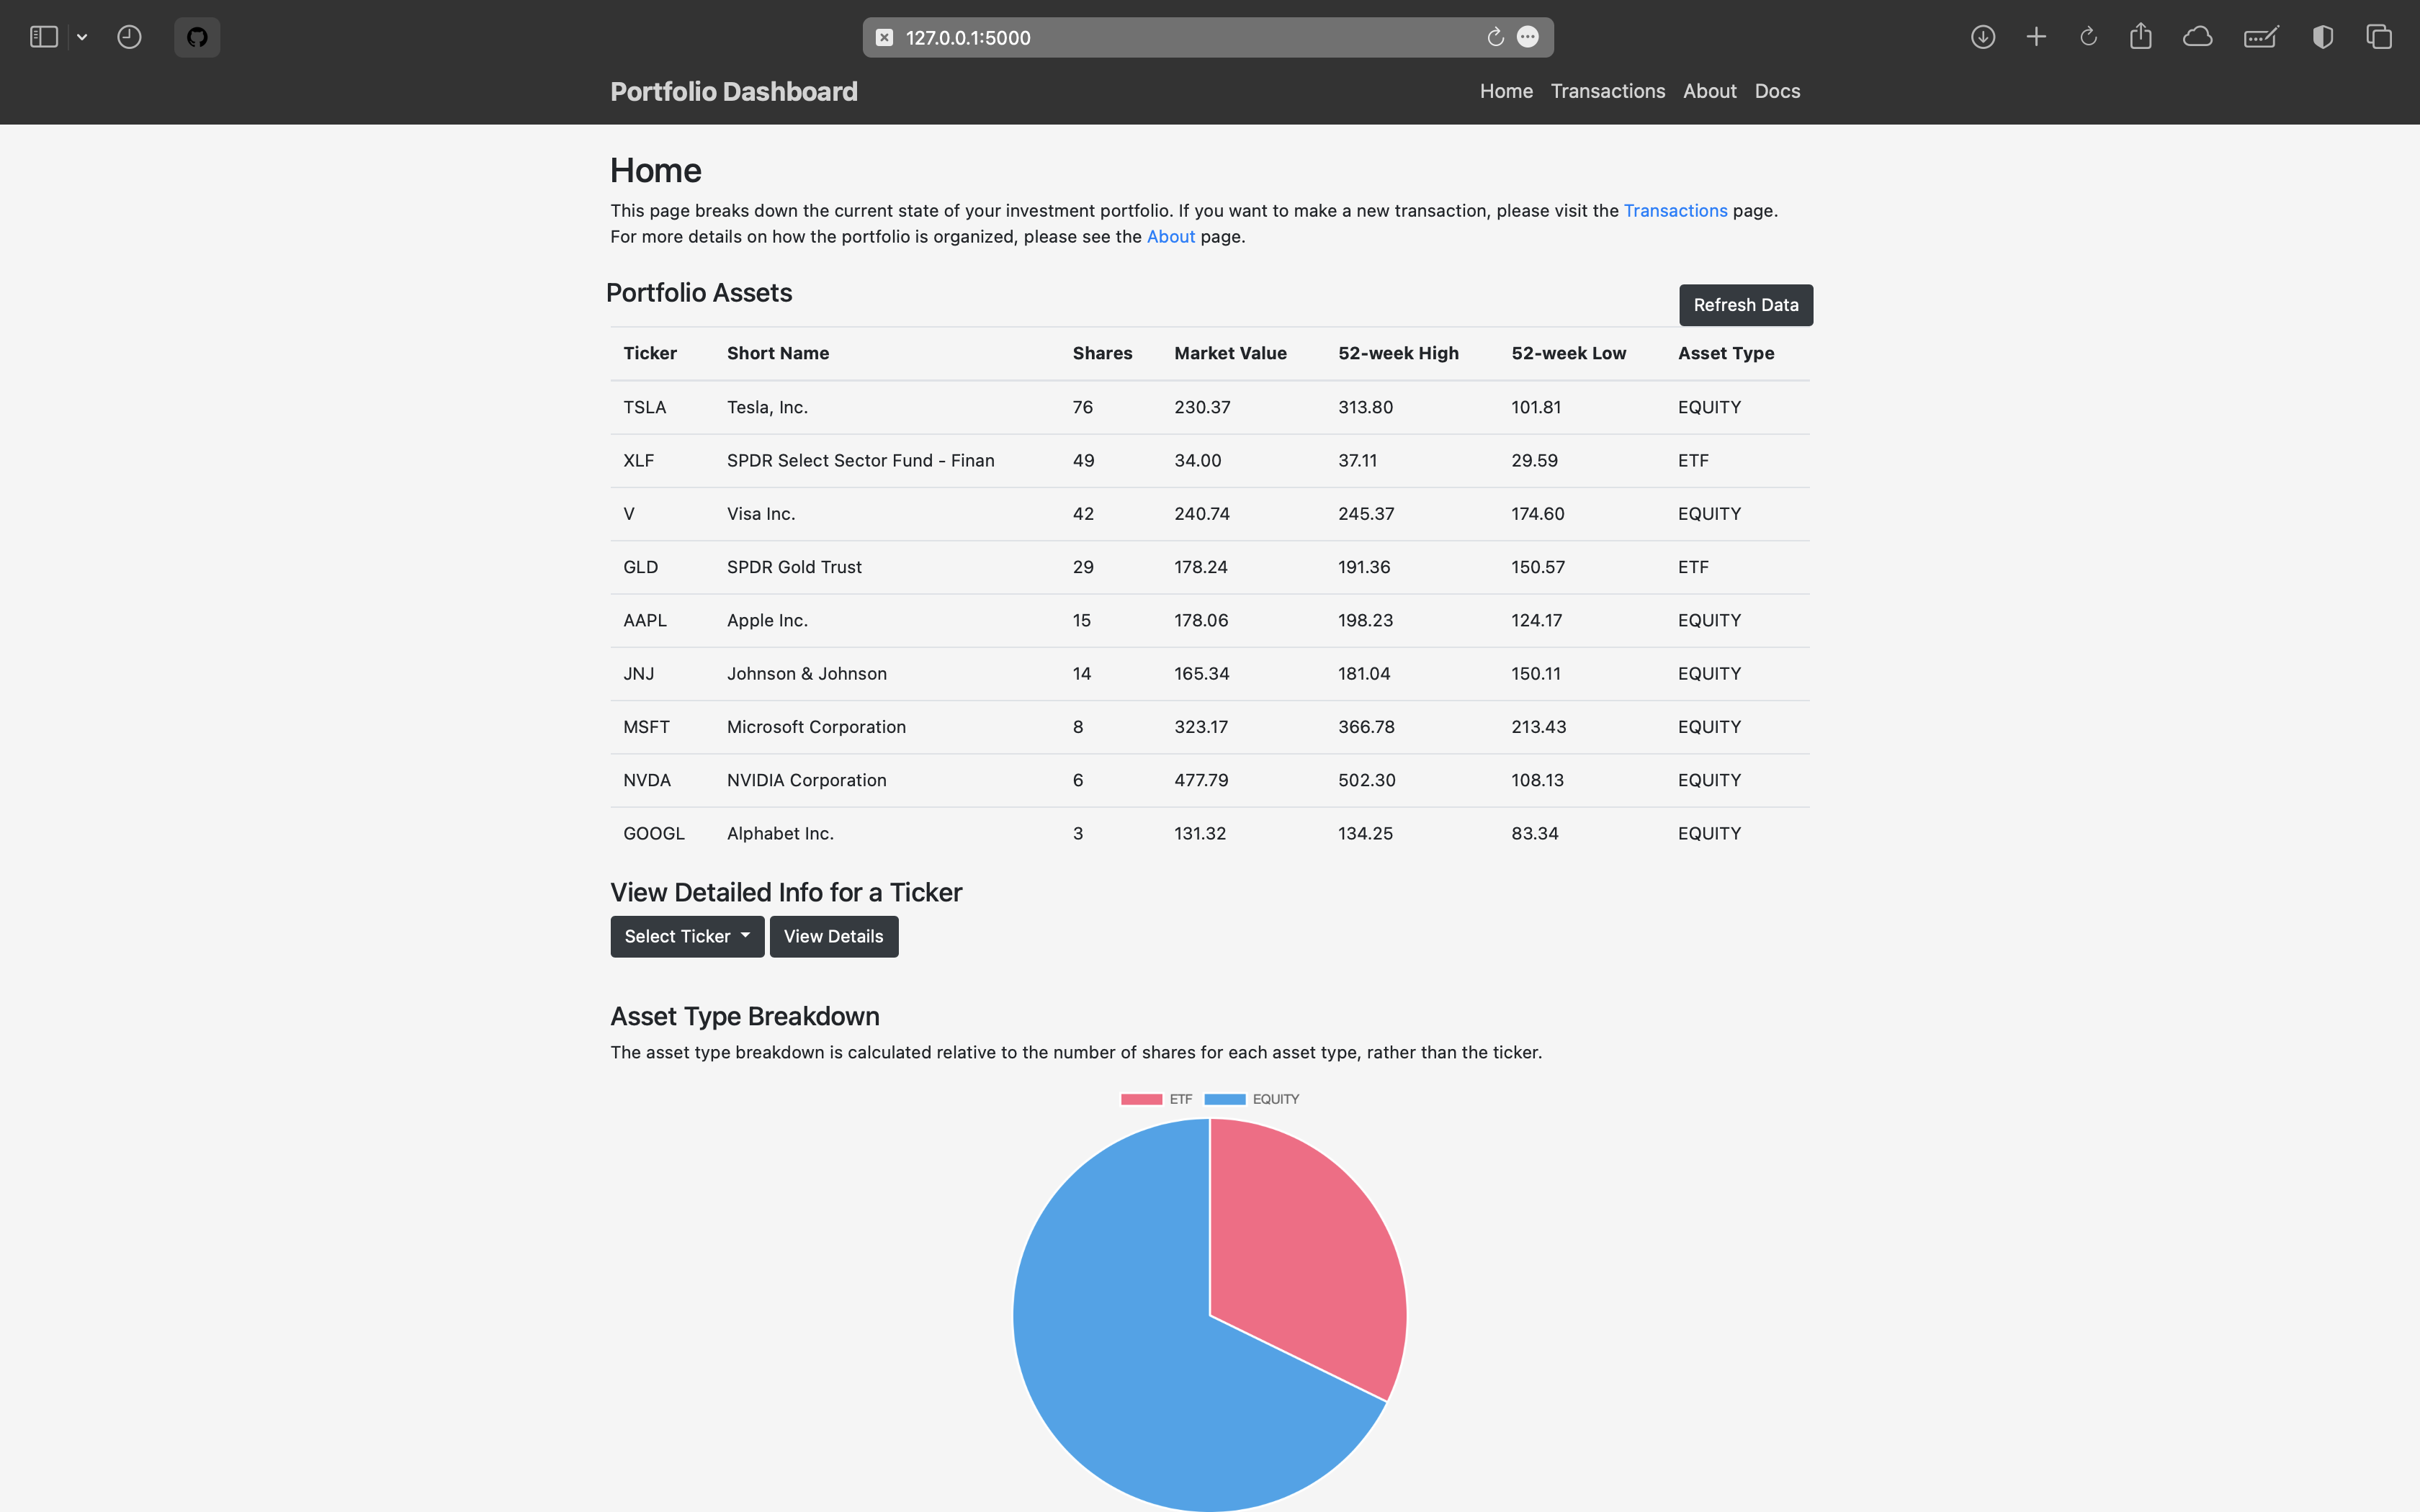 127.0.0.1:5000
Portfolio Dashboard Home Transactions About Docs
Home
This page breaks down the current state of your investment portfolio. If you want to make a new transaction, please visit the Transactions page.
For more details on how the portfolio is organized, please see the About page.
Portfolio Assets
Refresh Data
Ticker Short Name Shares Market Value 52-week High 52-week Low Asset Type
TSLA Tesla, Inc. 76 230.37 313.80 101.81 EQUITY
XLF SPDR Select Sector Fund - Finan 49 34.00 37.11 29.59 ETF
V Visa Inc. 42 240.74 245.37 174.60 EQUITY
GLD SPDR Gold Trust 29 178.24 191.36 150.57 ETF
AAPL Apple Inc. 15 178.06 198.23 124.17 EQUITY
JNJ Johnson & Johnson 14 165.34 181.04 150.11 EQUITY
MSFT Microsoft Corporation 8 323.17 366.78 213.43 EQUITY
NVDA NVIDIA Corporation 6 477.79 502.30 108.13 EQUITY
GOOGL Alphabet Inc. 3 131.32 134.25 83.34 EQUITY
View Detailed Info for a Ticker
Select Ticker View Details
Asset Type Breakdown
The asset type breakdown is calculated relative to the number of shares for each asset type, rather than the ticker.
ETF EQUITY